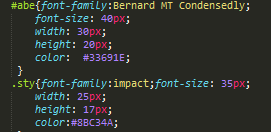 #abe{font-family:Bernard MT Condensedly;
font-size: 40px;
width: 30px;
height: 20px;
color:  #33691E;
}
.sty{font-family:impact;font-size: 35px;
width: 25px;
height: 17px;
color:#8BC34A;